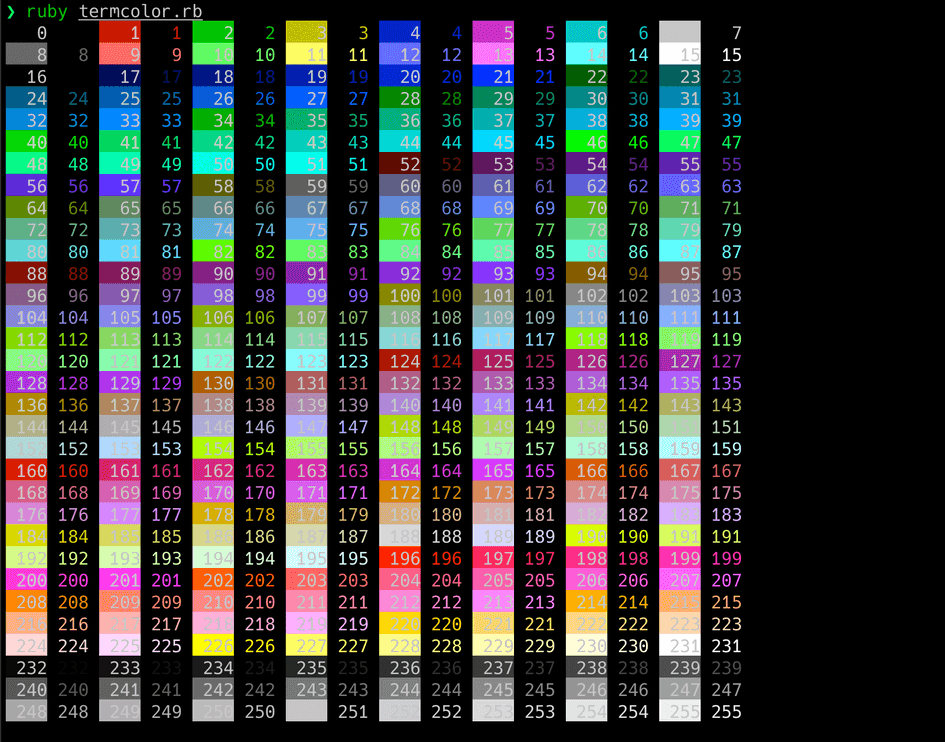 ❯ ruby termcolor.rb
0 1 1 2 2 3 3 4 4 5 5 6 6 7
8 8 9 9 10 10 11 11 12 12 13 13 14 14 15 15
16 17 17 18 18 19 19 20 20 21 21 22 22 23 23
24 24 25 25 26 26 27 27 28 28 29 29 30 30 31 31
32 32 33 33 34 34 35 35 36 36 37 37 38 38 39 39
40 40 41 41 42 42 43 43 44 44 45 45 46 46 47 47
48 48 49 49 50 50 51 51 52 52 53 53 54 54 55 55
56 56 57 57 58 58 59 59 60 60 61 61 62 62 63 63
64 64 65 65 66 66 67 67 68 68 69 69 70 70 71 71
72 72 73 73 74 74 75 75 76 76 77 77 78 78 79 79
80 80 81 81 82 82 83 83 84 84 85 85 86 86 87 87
88 88 89 89 90 90 91 91 92 92 93 93 94 94 95 95
96 96 97 97 98 98 99 99 100 100 101 101 102 102 103 103
104 104 105 105 106 106 107 107 108 108 109 109 110 110 111 111
112 112 113 113 114 114 115 115 116 116 117 117 118 118 119 119
120 120 121 121 122 122 123 123 124 124 125 125 126 126 127 127
128 128 129 129 130 130 131 131 132 132 133 133 134 134 135 135
136 136 137 137 138 138 139 139 140 140 141 141 142 142 143 143
144 144 145 145 146 146 147 147 148 148 149 149 150 150 151 151
152 152 153 153 154 154 155 155 156 156 157 157 158 158 159 159
160 160 161 161 162 162 163 163 164 164 165 165 166 166 167 167
168 168 169 169 170 170 171 171 172 172 173 173 174 174 175 175
176 176 177 177 178 178 179 179 180 180 181 181 182 182 183 183
184 184 185 185 186 186 187 187 188 188 189 189 190 190 191 191
192 192 193 193 194 194 195 195 196 196 197 197 198 198 199 199
200 200 201 201 202 202 203 203 204 204 205 205 206 206 207 207
208 208 209 209 210 210 211 211 212 212 213 213 214 214 215 215
216 216 217 217 218 218 219 219 220 220 221 221 222 222 223 223
224 224 225 225 226 226 227 227 228 228 229 229 230 230 231 231
232 232 233 233 234 234 235 235 236 236 237 237 238 238 239 239
240 240 241 241 242 242 243 243 244 244 245 245 246 246 247 247
248 248 249 249 250 250 251 252 252 253 253 254 254 255 255